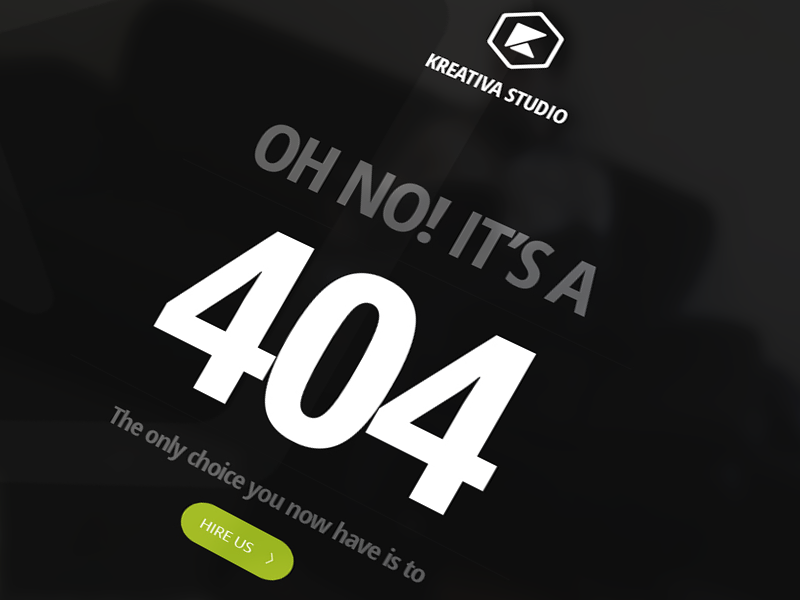 KREATIVA STUDIO
OH NO! IT'S A
404
The only choice you now have is to
HIRE US